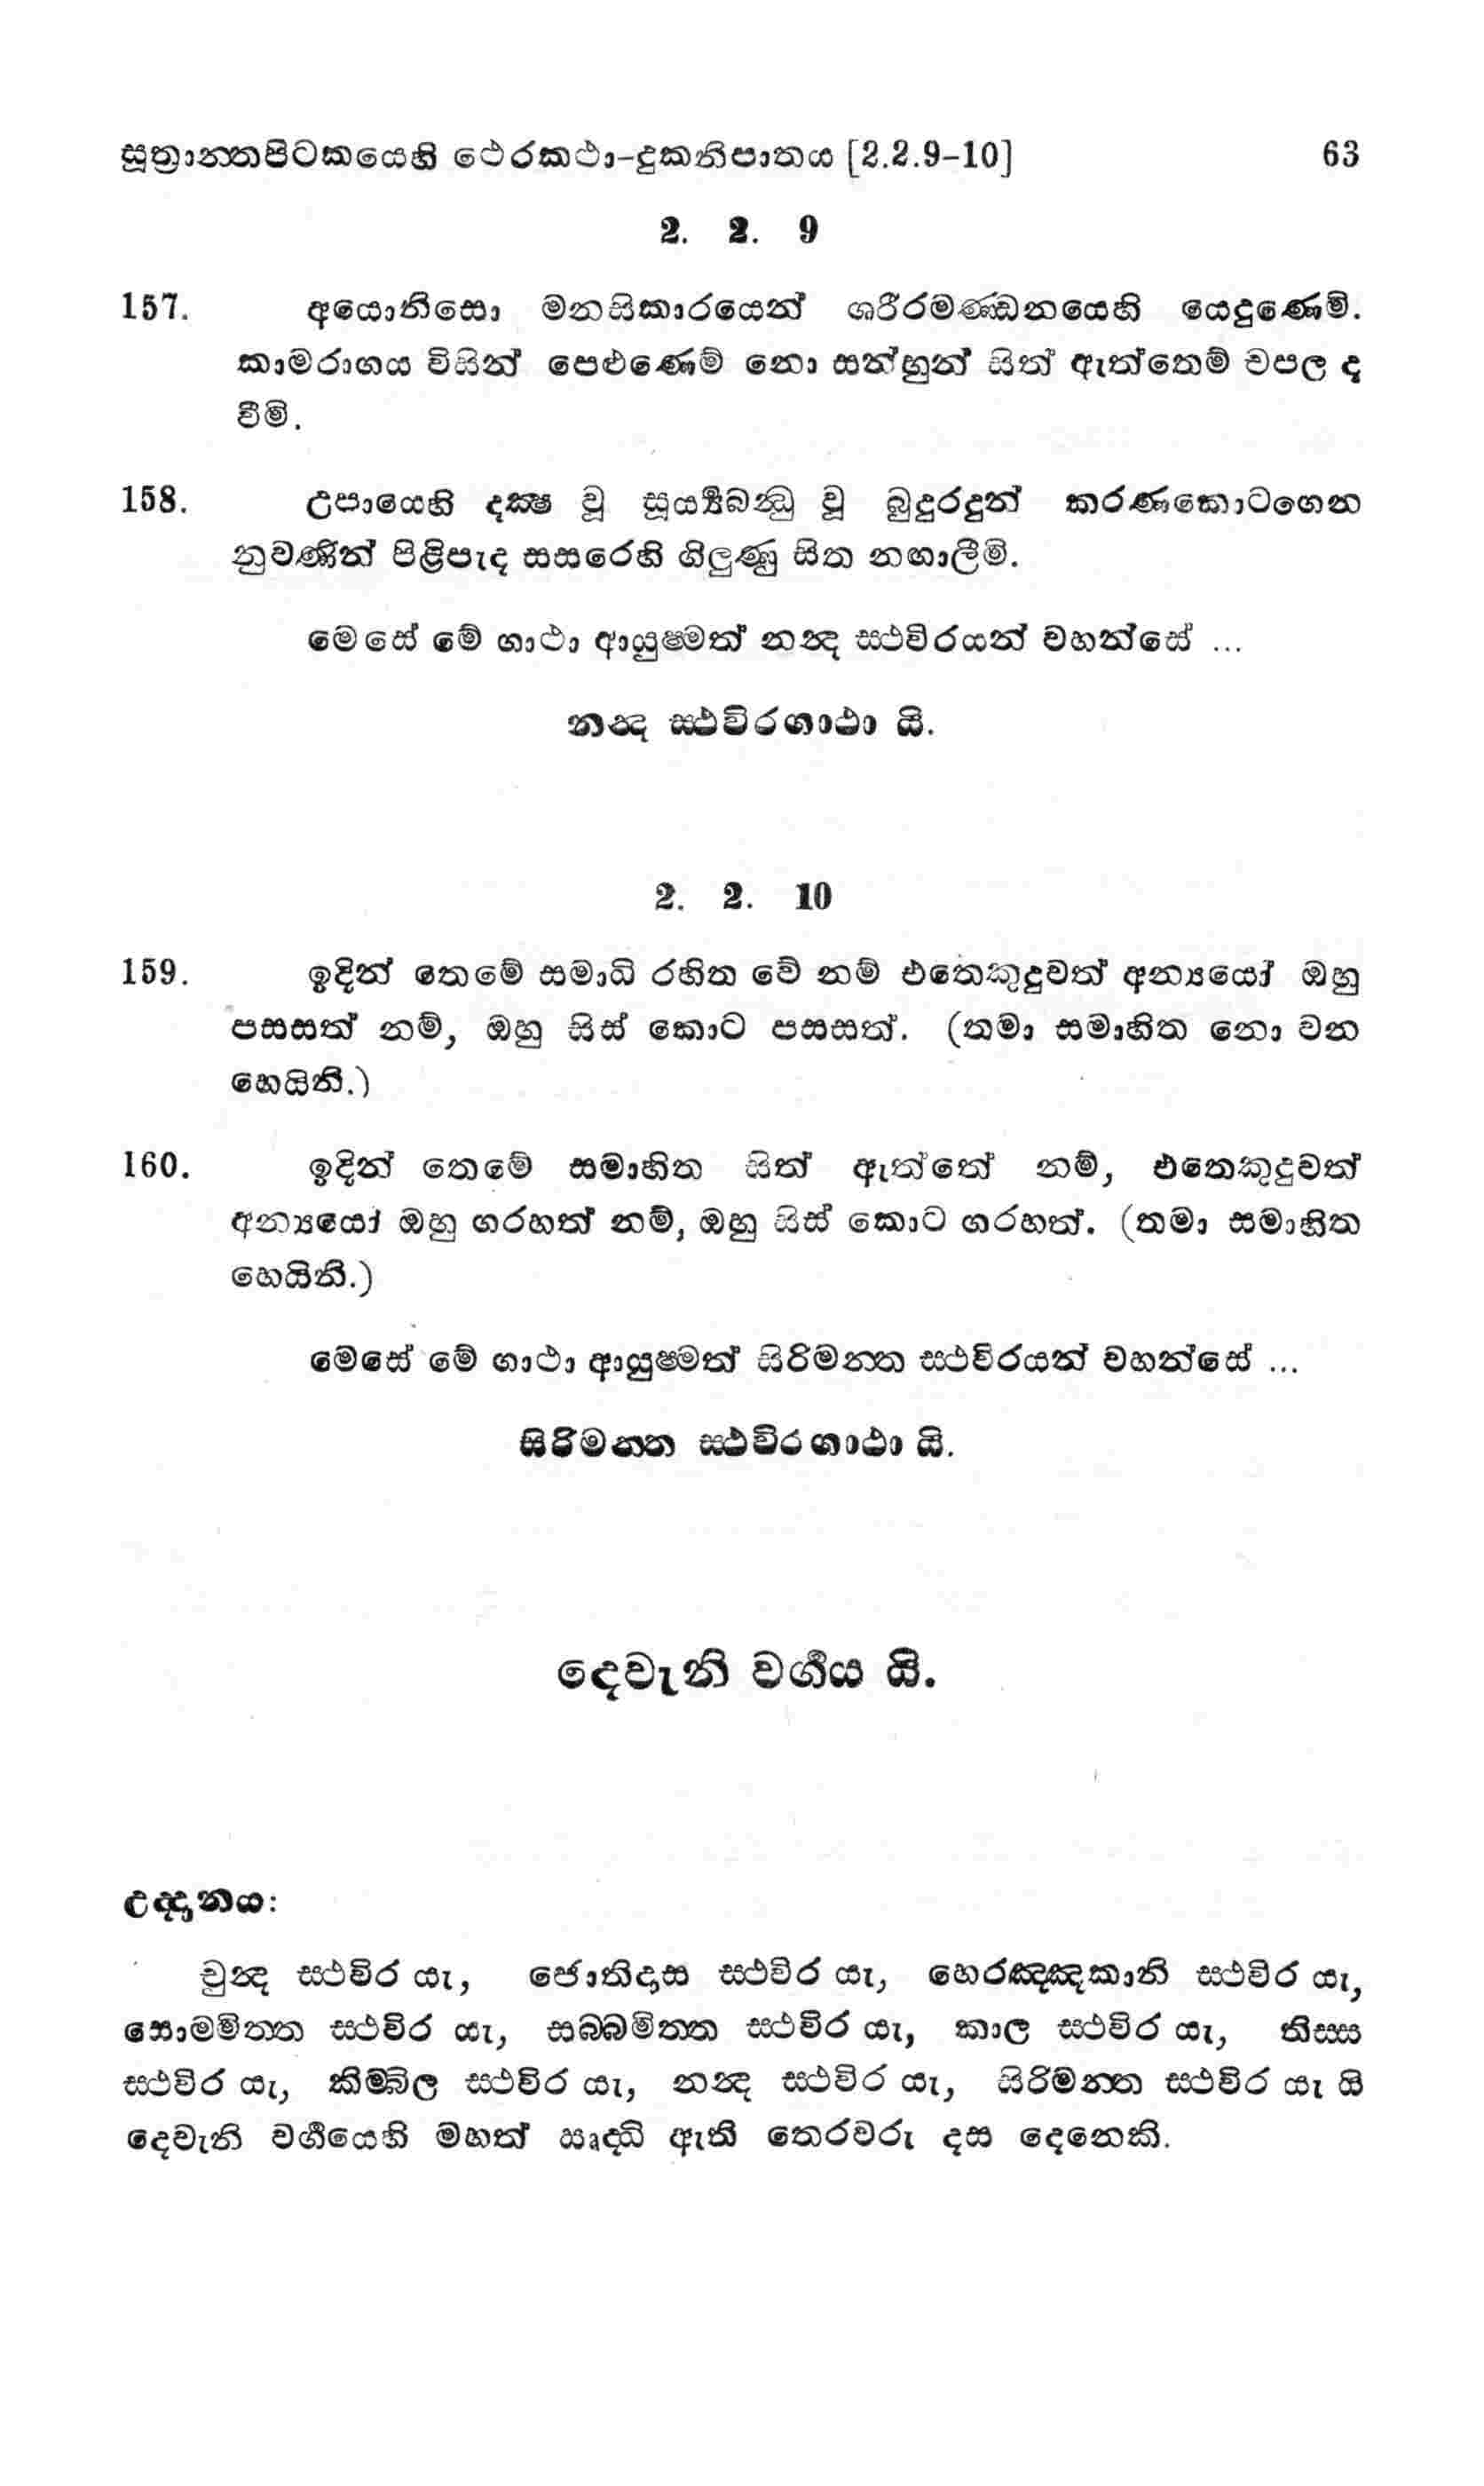 සූත්‍රාන්තපිටකයෙහි ථෙරකථා-දුකනිපාතය [2.2.9-10] 63
2. 2. 9
157. අයොනිසො මනසිකාරයෙන් ශරීරමණ්ඩනයෙහි යෙදුණෙමි.
කාමරාගය විසින් පෙළුණෙම් නො සන්හුන් සිත් ඇත්තෙම් චපල ද
වීමි.
158. උපායෙහි දක්‍ෂ වූ සූර්‍ය්‍යබන්‍ධු වූ බුදුරදුන් කරණකොටගෙන
නුවණින් පිළිපැද සසරෙහි ගිලුණු සිත නඟාලීමි.
මෙසේ මේ ගාථා ආයුෂ්මත් නන්‍ද ස්ථවිරයන් වහන්සේ ...
නන්‍ද ස්ථවිරගාථා යි.
2. 2. 10
159. ඉදින් තෙමේ සමාධි රහිත වේ නම් එතෙකුදුවත් අන්‍යයෝ ඔහු
පසසත් නම්, ඔහු සිස් කොට පසසත්. (තමා සමාහිත නො වන
හෙයිනි.)
160. ඉදින් තෙමේ සමාහිත සිත් ඇත්තේ නම්, එතෙකුදුවත්
අන්‍යයෝ ඔහු ගරහත් නම්, ඔහු සිස් කොට ගරහත්. (තමා සමාහිත
හෙයිනි.)
මෙසේ මේ ගාථා ආයුෂ්මත් සිරිමන්ත ස්ථවිරයන් වහන්සේ ...
සිරිමන්ත ස්ථවිරගාථා යි.
දෙවැනි වර්‍ගය යි.
උද්දානය:
චුන්‍ද ස්ථවිර යැ, ජොතිදාස ස්ථවිර යැ, හෙරඤ්ඤකානි ස්ථවිර යැ,
සොමමිත්ත ස්ථවිර යැ, සබ්බමිත්ත ස්ථවිර යැ, කාල ස්ථවිර යැ, තිස්ස
ස්ථවිර යැ, කිම්බිල ස්ථවිර යැ, නන්‍ද ස්ථවිර යැ, සිරිමන්ත ස්ථවිර යැ යි
දෙවැනි වර්‍ගයෙහි මහත් ඍද්ධි ඇති තෙරවරු දස දෙනෙකි.